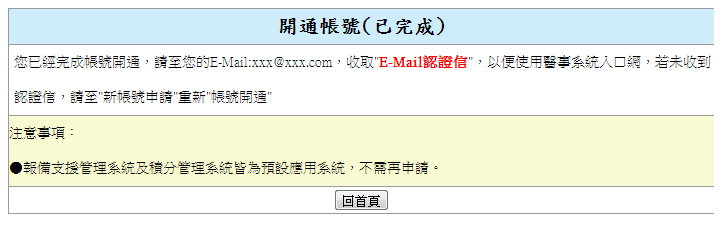 開通帳號(已完成)
您已經完成帳號開通，請至您的E-Mail:xxx@xxx.com，收取"E-Mail認證信"，以便使用醫事系統入口網，若未收到
認證信，請至"新帳號申請"重新"帳號開通"
注意事項：
●報備支援管理系統及積分管理系統皆為預設應用系統，不需再申請。
回首頁